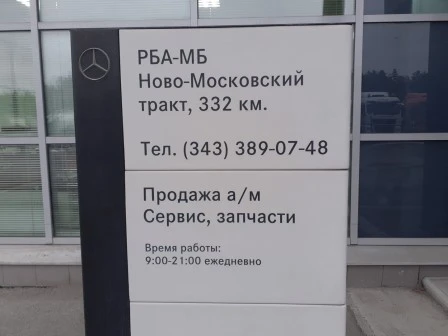 РБА-МБ
Ново-Московский
тракт, 332 км.
Тел. (343) 389-07-48
Продажа а/м
Сервис, запчасти
Время работы:
9:00-21:00 ежедневно